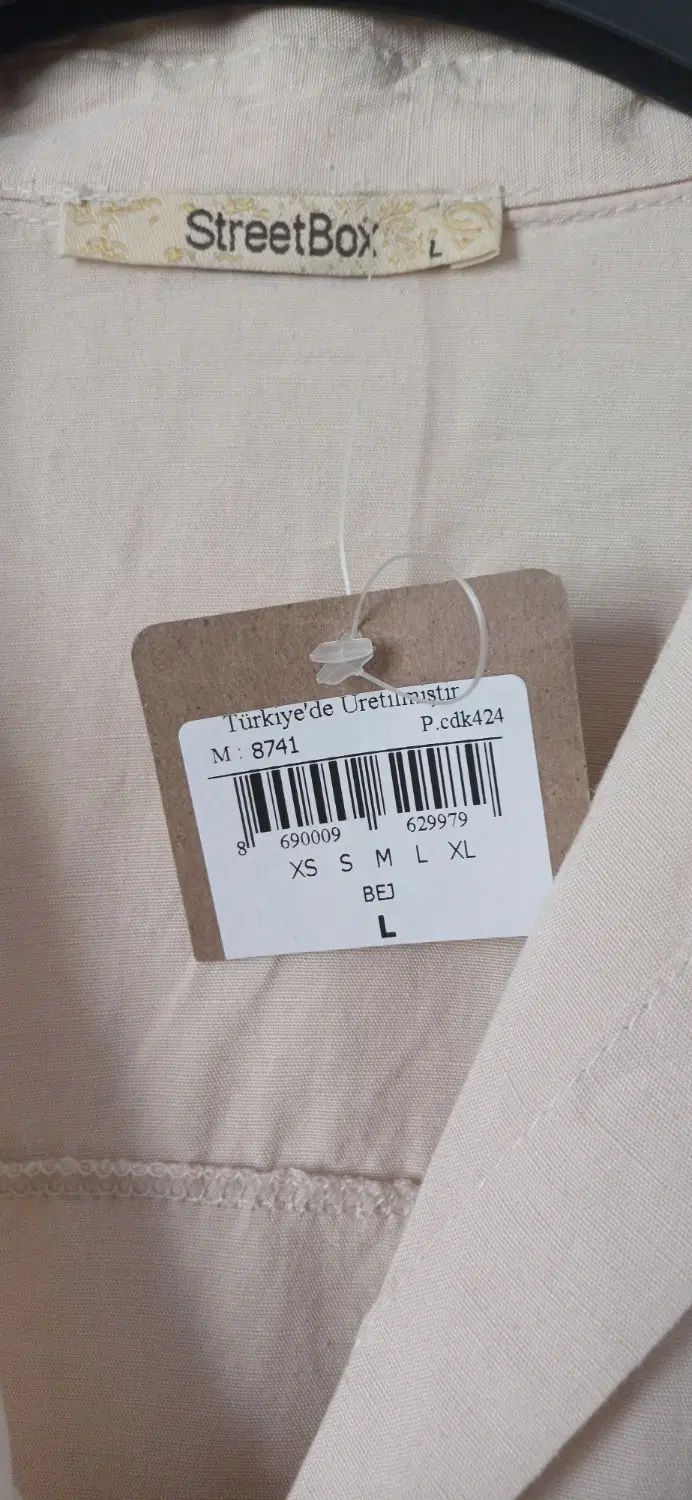 StreetBox L
Türkiye'de Üretilmiştir
M : 8741 P.cdk424
8 690009 629979
XS S M L XL
BEJ
L